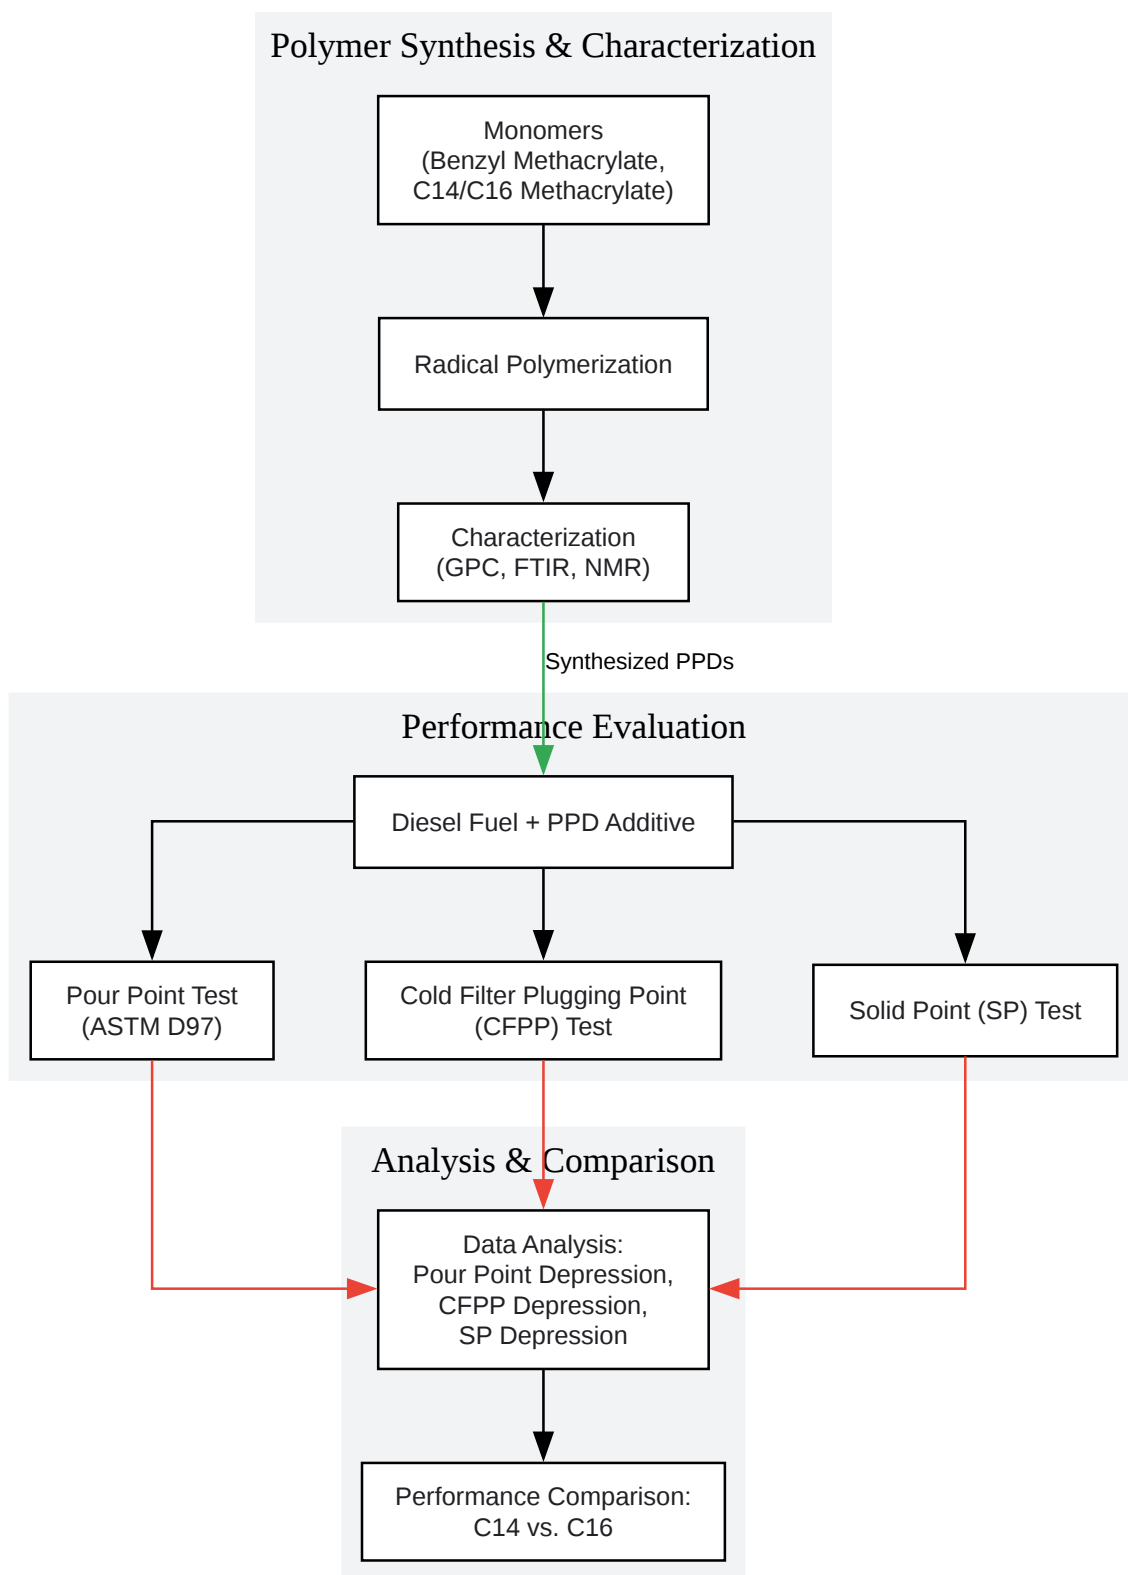 Polymer Synthesis & Characterization
Monomers
(Benzyl Methacrylate,
C14/C16 Methacrylate)
Radical Polymerization
Characterization
(GPC, FTIR, NMR)
Synthesized PPDs
Performance Evaluation
Diesel Fuel + PPD Additive
Pour Point Test
(ASTM D97)
Cold Filter Plugging Point
(CFPP) Test
Solid Point (SP) Test
Analysis & Comparison
Data Analysis:
Pour Point Depression,
CFPP Depression,
SP Depression
Performance Comparison:
C14 vs. C16